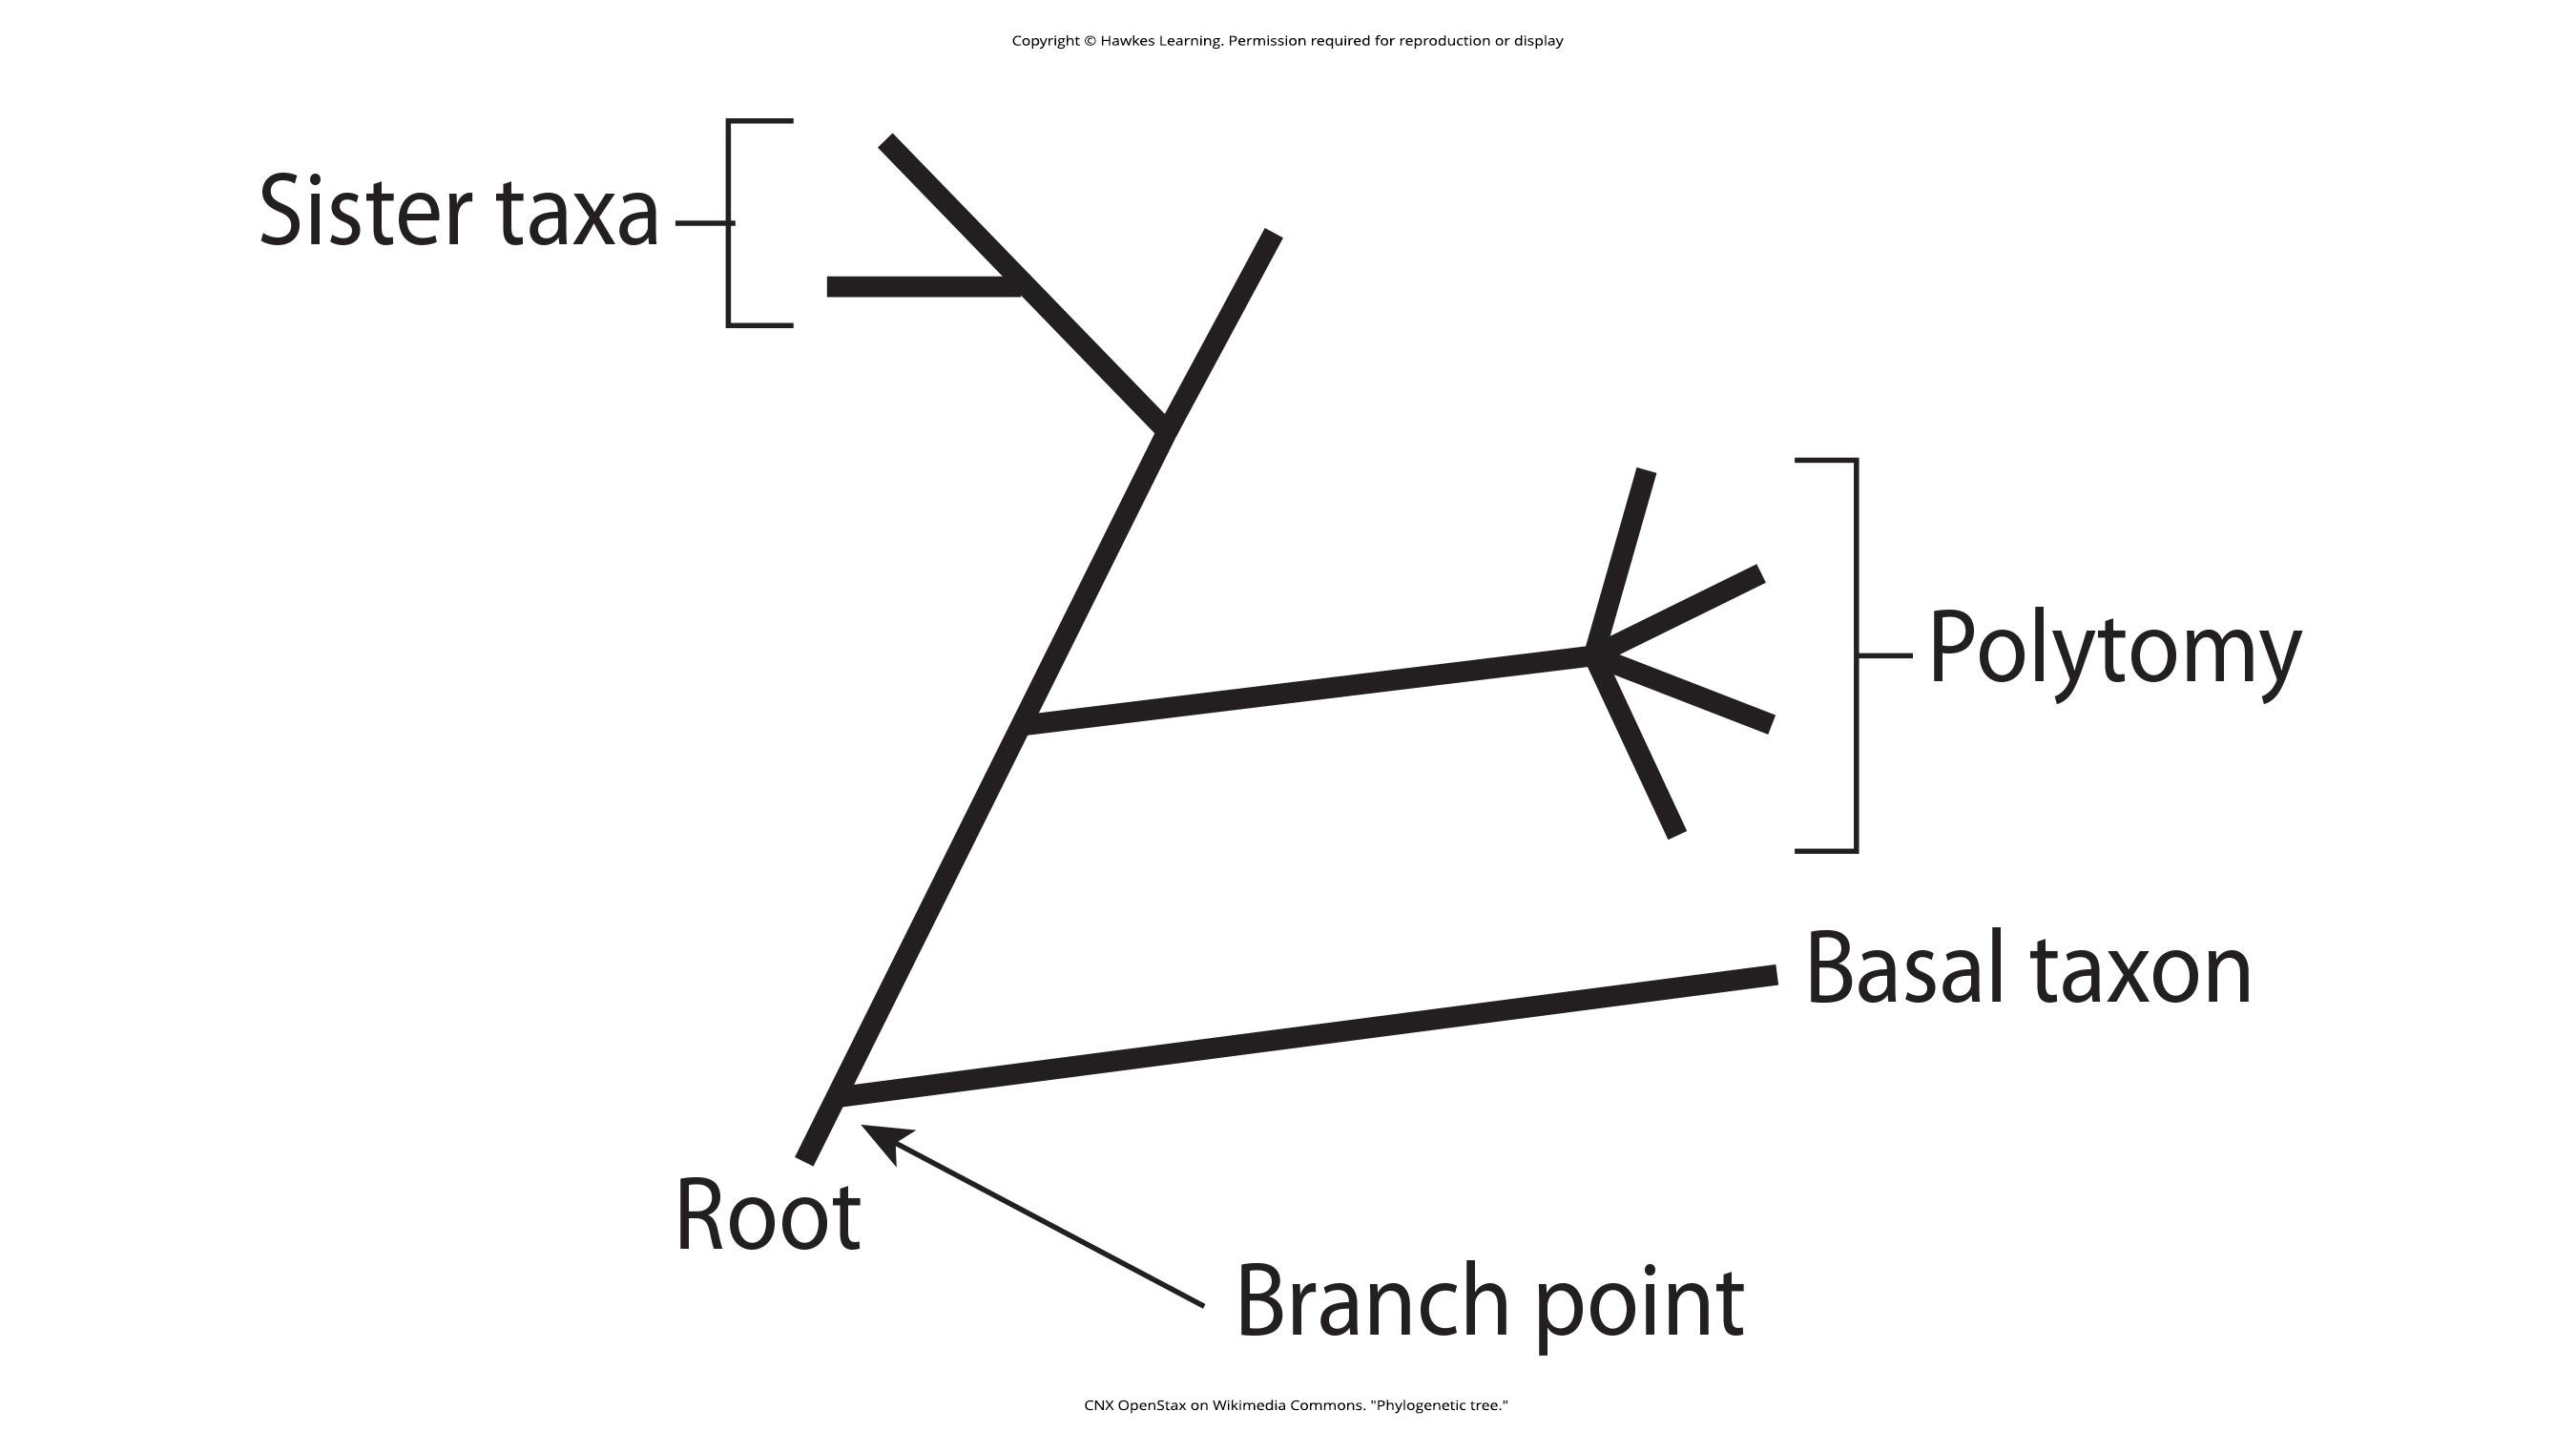 Copyright © Hawkes Learning. Permission required for reproduction or display
Sister taxa
Polytomy
Basal taxon
Root
Branch point
CNX OpenStax on Wikimedia Commons. "Phylogenetic tree."